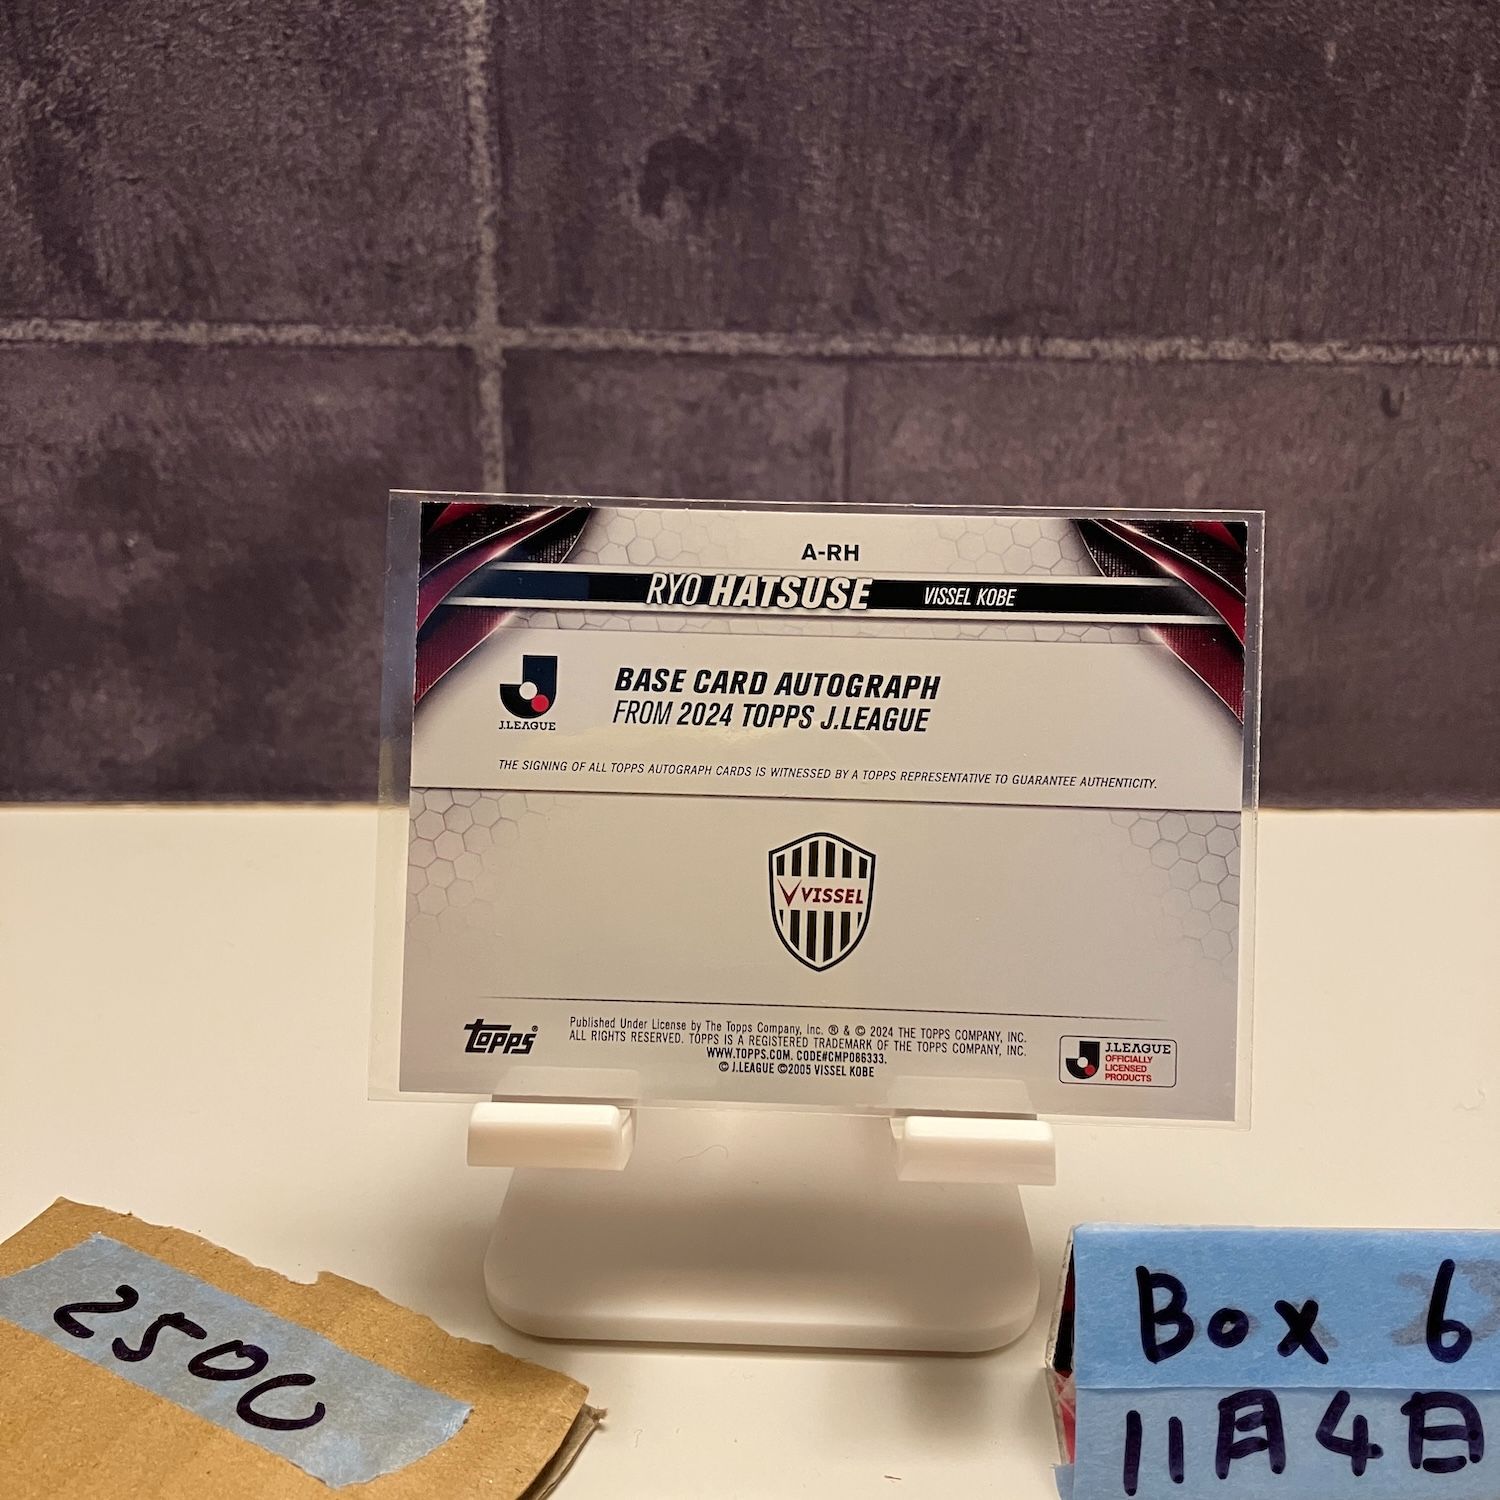 A-RH
RYO HATSUSE VISSEL KOBE
J.LEAGUE
BASE CARD AUTOGRAPH
FROM 2024 TOPPS J.LEAGUE
THE SIGNING OF ALL TOPPS AUTOGRAPH CARDS IS WITNESSED BY A TOPPS REPRESENTATIVE TO GUARANTEE AUTHENTICITY.
VISSEL
topps®
Published Under License by The Topps Company, Inc. ® & © 2024 THE TOPPS COMPANY, INC.
ALL RIGHTS RESERVED. TOPPS IS A REGISTERED TRADEMARK OF THE TOPPS COMPANY, INC.
WWW.TOPPS.COM. CODE#CMP086333.
© J.LEAGUE ©2005 VISSEL KOBE
J.LEAGUE
OFFICIALLY
LICENSED
PRODUCTS
2500
Box 6
11月4日